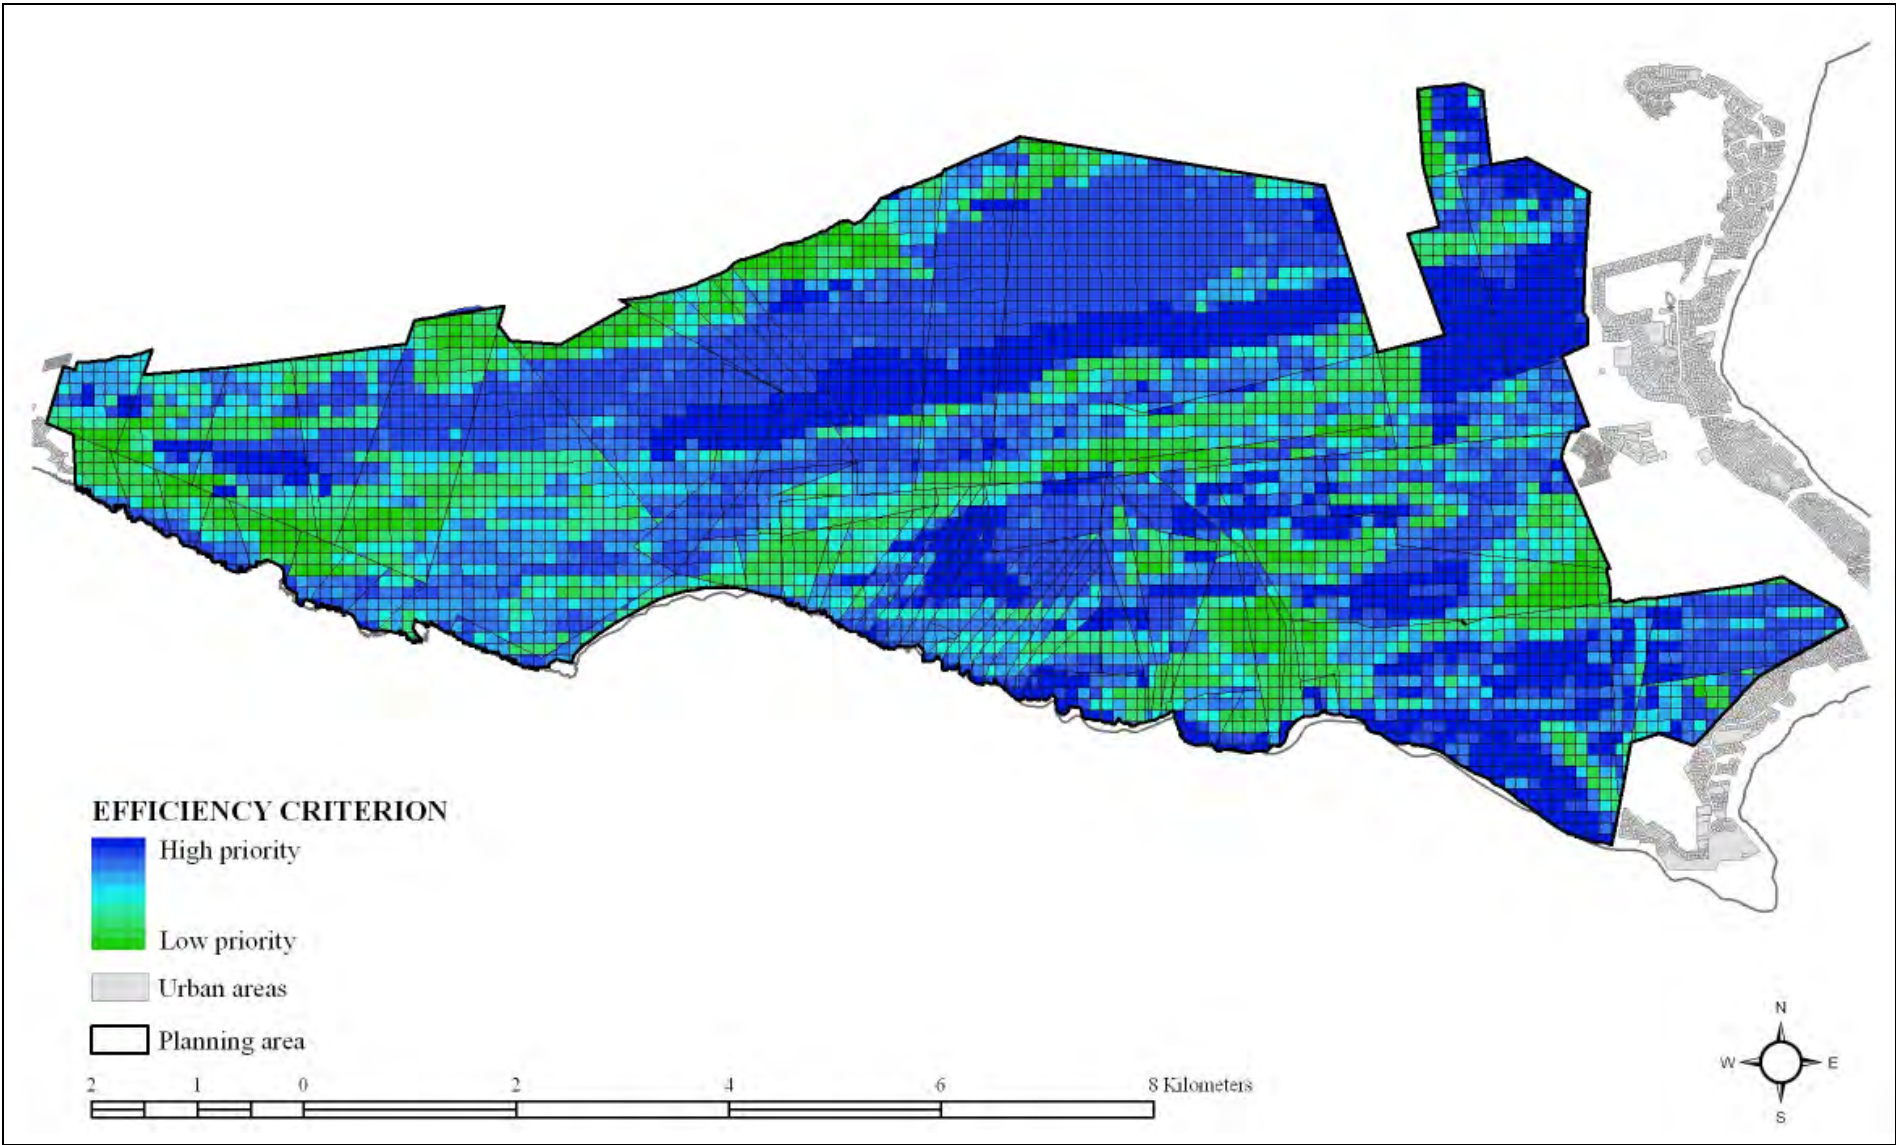 EFFICIENCY CRITERION
High priority
Low priority
Urban areas
Planning area
2 1 0 2 4 6 8 Kilometers
N
W E
S